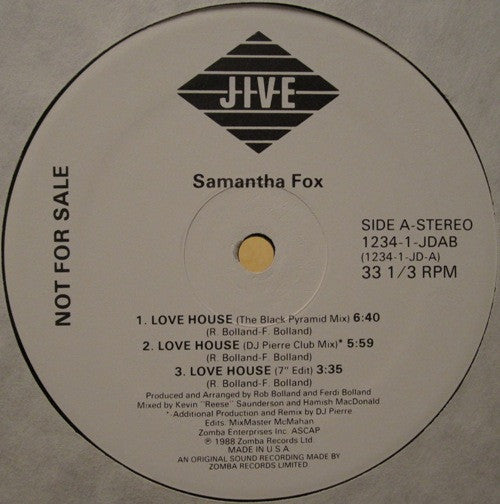 J-I-V-E
Samantha Fox
NOT FOR SALE
SIDE A-STEREO
1234-1-JDAB
(1234-1-JD-A)
33 1/3 RPM
1. LOVE HOUSE (The Black Pyramid Mix) 6:40
(R. Bolland-F. Bolland)
2. LOVE HOUSE (DJ Pierre Club Mix)* 5:59
(R. Bolland-F. Bolland)
3. LOVE HOUSE (7" Edit) 3:35
(R. Bolland-F. Bolland)
Produced and Arranged by Rob Bolland and Ferdi Bolland
Mixed by Kevin "Reese" Saunderson and Hamish MacDonald
* Additional Production and Remix by DJ Pierre
Edits: MixMaster McMahan
Zomba Enterprises Inc. ASCAP
℗ 1988 Zomba Records Ltd.
MADE IN U S A
AN ORIGINAL SOUND RECORDING MADE BY
ZOMBA RECORDS LIMITED